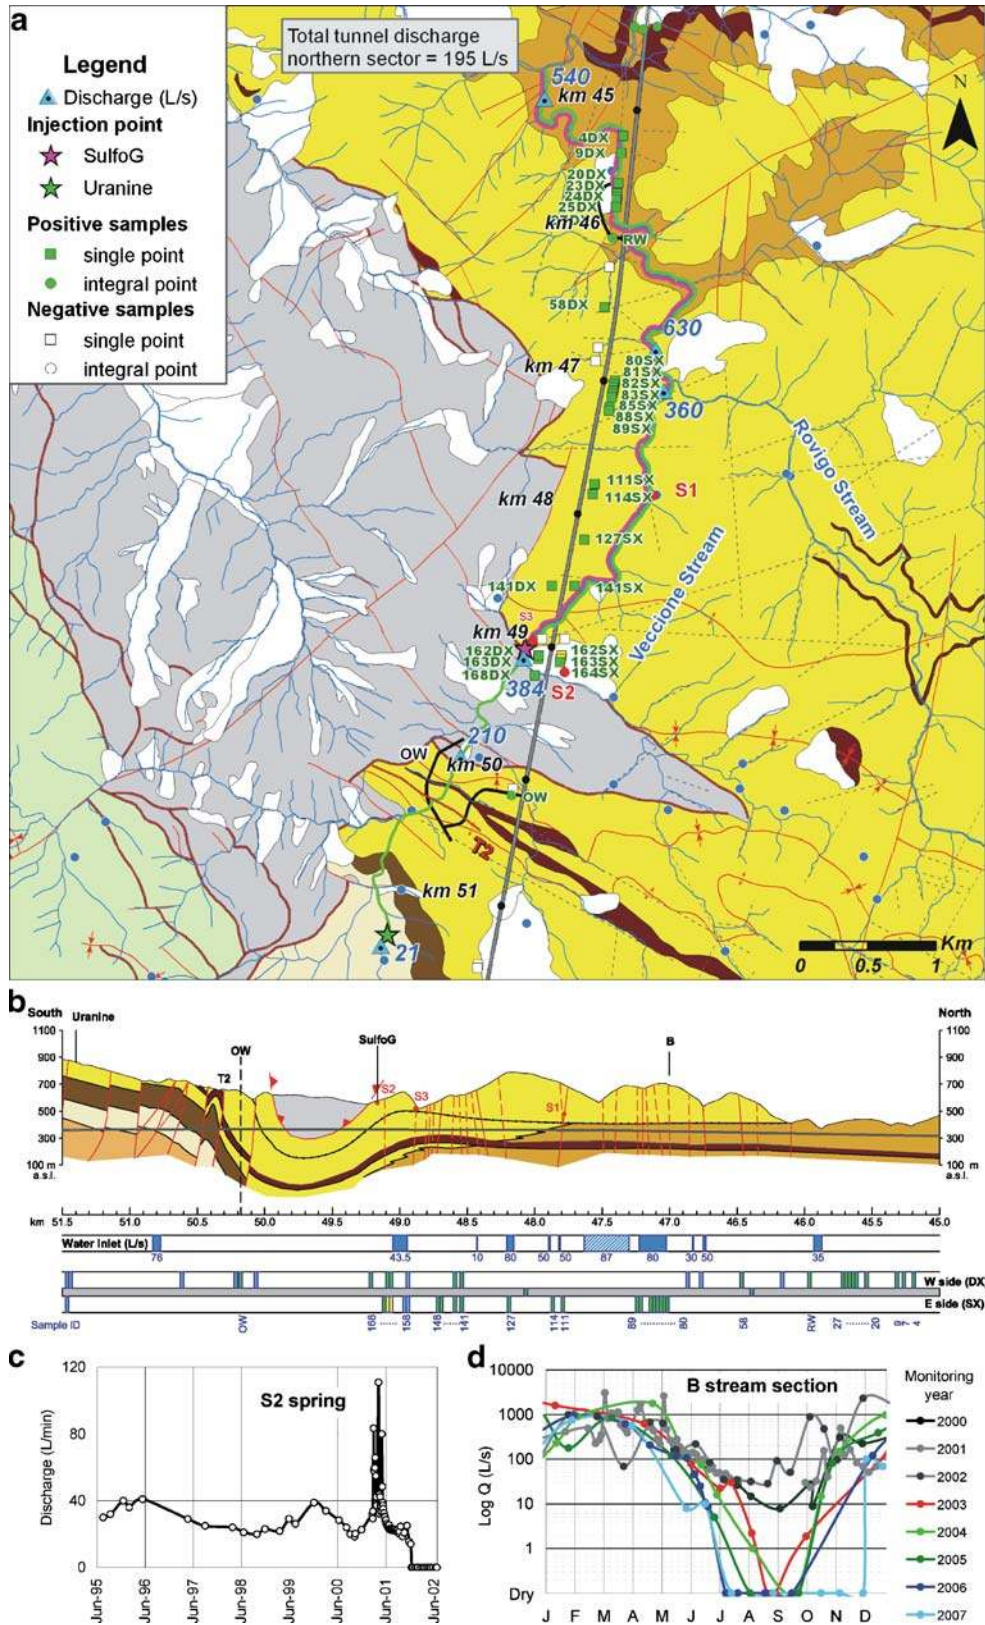 a
Total tunnel discharge
northern sector = 195 L/s
N
Legend
Discharge (L/s)
Injection point
SulfoG
Uranine
Positive samples
single point
integral point
Negative samples
single point
integral point
540
km 45
4DX
9DX
20DX
23DX
24DX
25DX
km 46
RW
58DX
630
km 47
80SX
81SX
82SX
83SX
85SX
88SX
89SX
360
Rovigo Stream
111SX
114SX
S1
km 48
127SX
Veccione Stream
141DX
141SX
S3
km 49
162DX
163DX
168DX
162SX
163SX
164SX
384
S2
210
OW
km 50
OW
T2
km 51
21
Km
0 0.5 1
b
South
North
Uranine
OW
T2
SulfoG
S2
S3
S1
B
1100
900
700
500
300
100 m
a.s.l.
1100
900
700
500
300
100 m
a.s.l.
km 51.5 51.0 50.5 50.0 49.5 49.0 48.5 48.0 47.5 47.0 46.5 46.0 45.5 45.0
Water Inlet (L/s)
76 43.5 10 80 50 50 87 80 30 50 35
W side (DX)
E side (SX)
Sample ID OW 168 158 148 141 127 114 111 89 80 58 RW 27 20 9 7 4
c
S2 spring
Discharge (L/min)
120
80
40
0
Jun-95 Jun-96 Jun-97 Jun-98 Jun-99 Jun-00 Jun-01 Jun-02
d
B stream section
Log Q (L/s)
10000
1000
100
10
1
Dry
J F M A M J J A S O N D
Monitoring
year
2000
2001
2002
2003
2004
2005
2006
2007